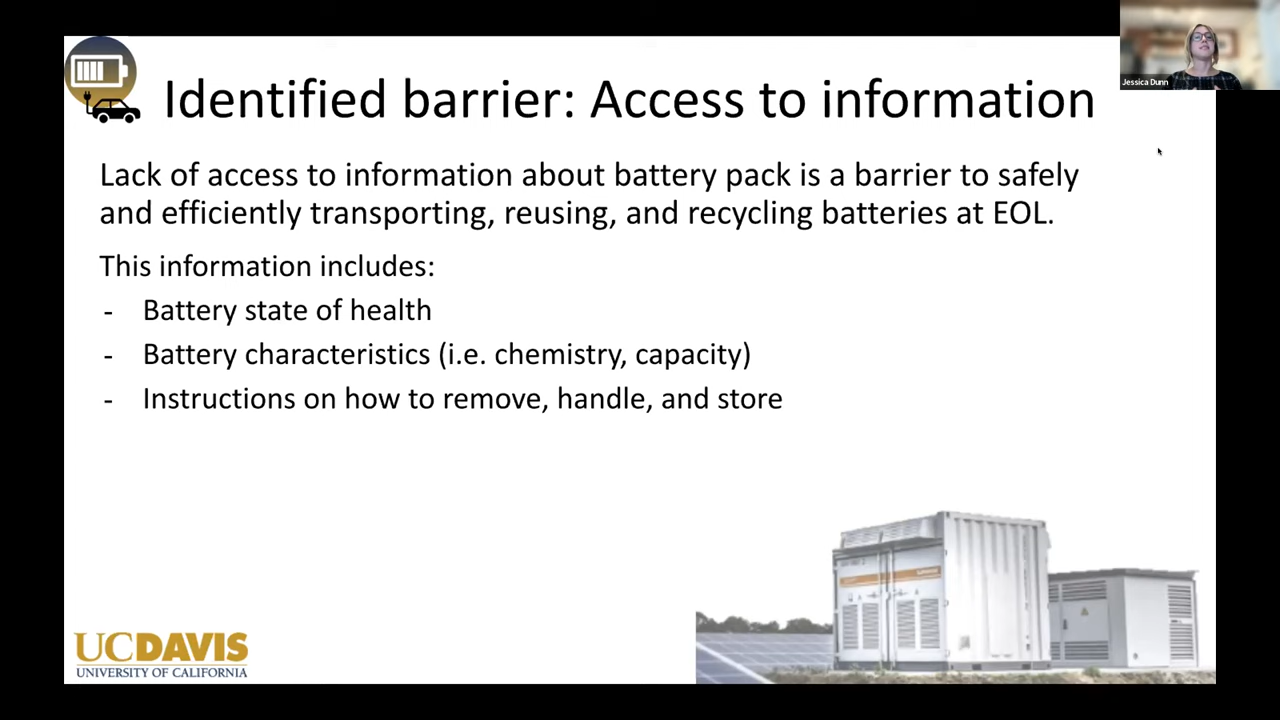 Identified barrier: Access to information
Jessica Dunn
Lack of access to information about battery pack is a barrier to safely
and efficiently transporting, reusing, and recycling batteries at EOL.
This information includes:
- Battery state of health
- Battery characteristics (i.e. chemistry, capacity)
- Instructions on how to remove, handle, and store
UCDAVIS
UNIVERSITY OF CALIFORNIA